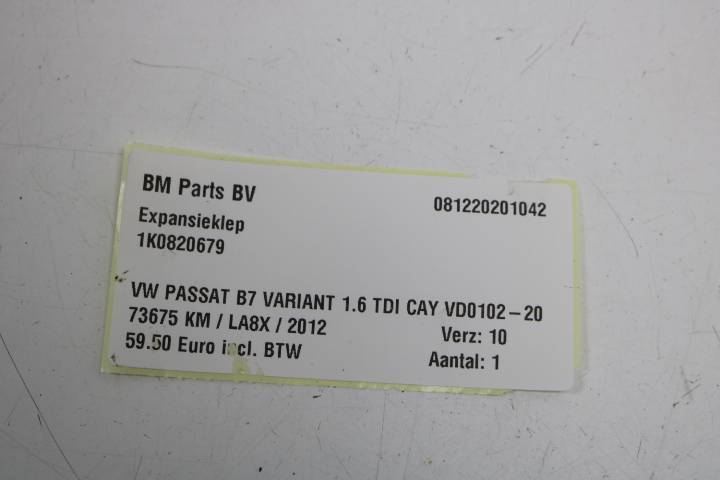 BM Parts BV 081220201042
Expansieklep
1K0820679
VW PASSAT B7 VARIANT 1.6 TDI CAY VD0102-20
73675 KM / LA8X / 2012 Verz: 10
59.50 Euro incl. BTW Aantal: 1